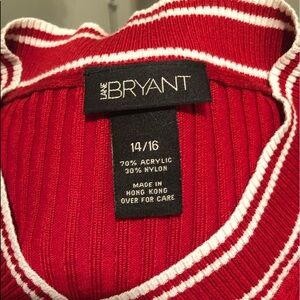 LANE BRYANT
14/16
70% ACRYLIC
30% NYLON
MADE IN
HONG KONG
OVER FOR CARE